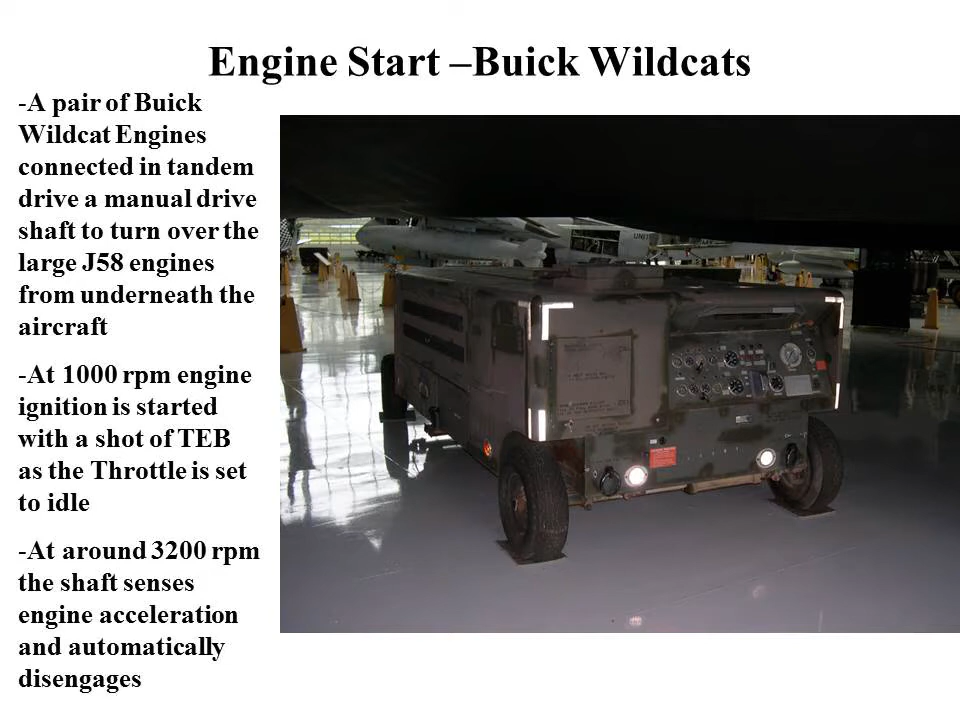 Engine Start –Buick Wildcats
-A pair of Buick
Wildcat Engines
connected in tandem
drive a manual drive
shaft to turn over the
large J58 engines
from underneath the
aircraft
-At 1000 rpm engine
ignition is started
with a shot of TEB
as the Throttle is set
to idle
-At around 3200 rpm
the shaft senses
engine acceleration
and automatically
disengages